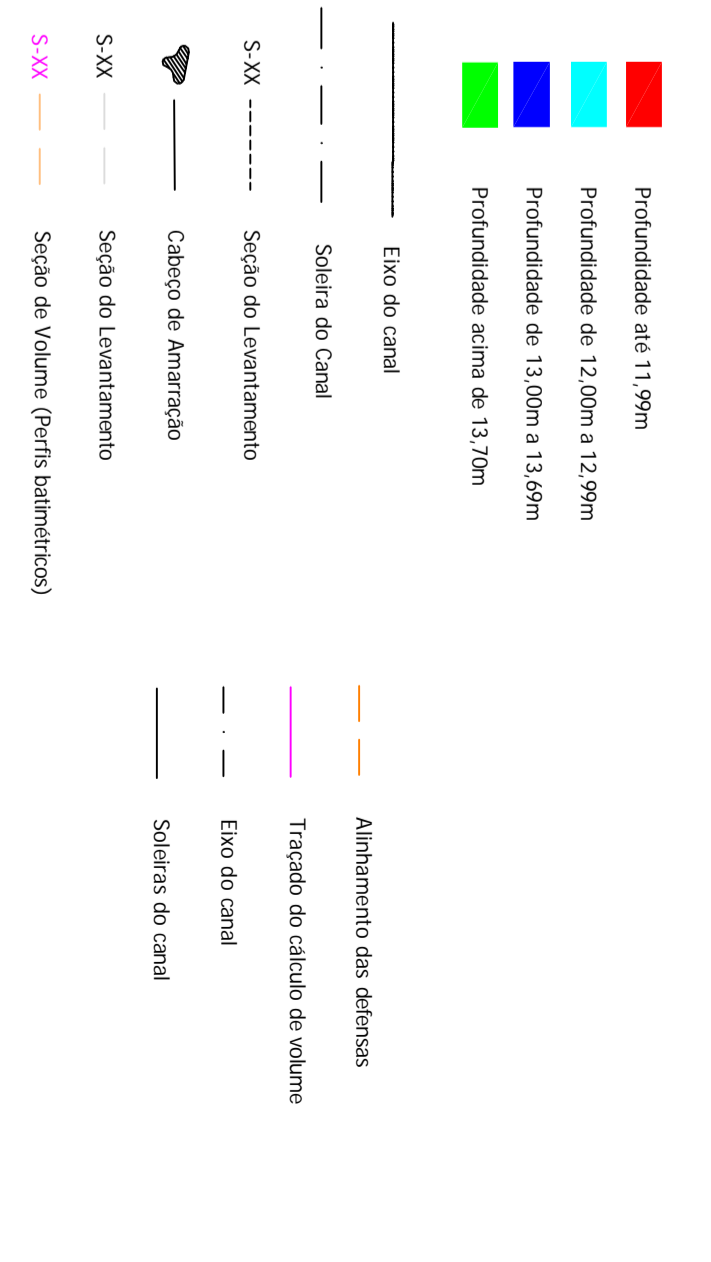 Profundidade até 11,99m
Profundidade de 12,00m a 12,99m
Profundidade de 13,00m a 13,69m
Profundidade acima de 13,70m
Eixo do canal
Soleira do Canal
S-XX Seção do Levantamento
Cabeço de Amarração
S-XX Seção do Levantamento
S-XX Seção de Volume (Perfis batimétricos)
Alinhamento das defensas
Traçado do cálculo de volume
Eixo do canal
Soleiras do canal